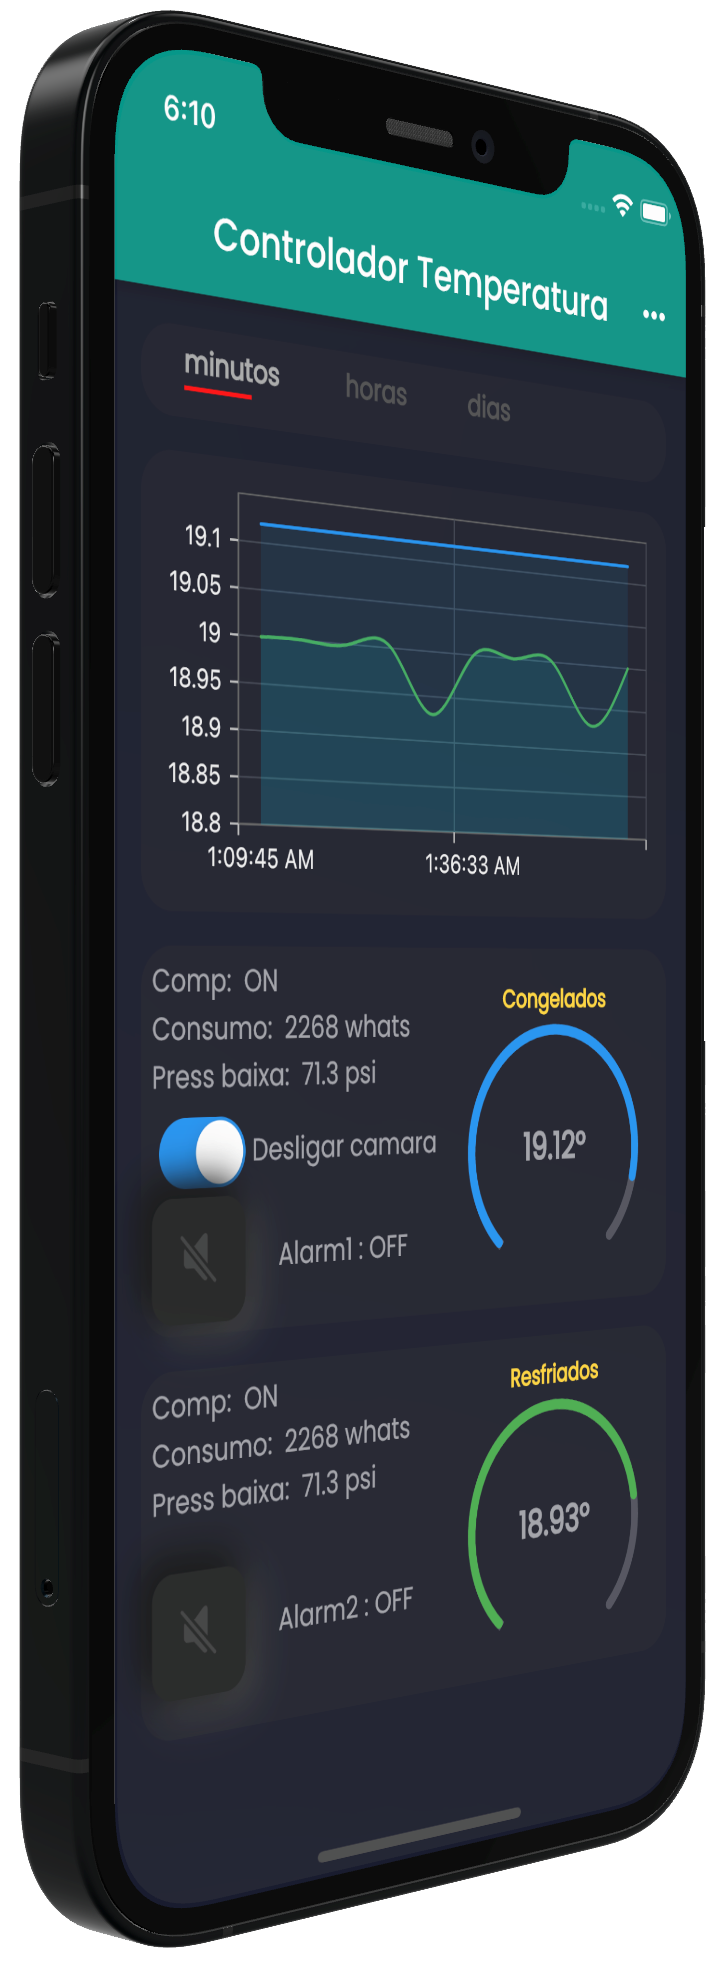 6:10
Controlador Temperatura ...
minutos horas dias
19.1
19.05
19
18.95
18.9
18.85
18.8
1:09:45 AM 1:36:33 AM
Comp: ON
Consumo: 2268 whats
Press baixa: 71.3 psi
Desligar camara
Alarm1 : OFF
Congelados
19.12º
Comp: ON
Consumo: 2268 whats
Press baixa: 71.3 psi
Alarm2 : OFF
Resfriados
18.93º